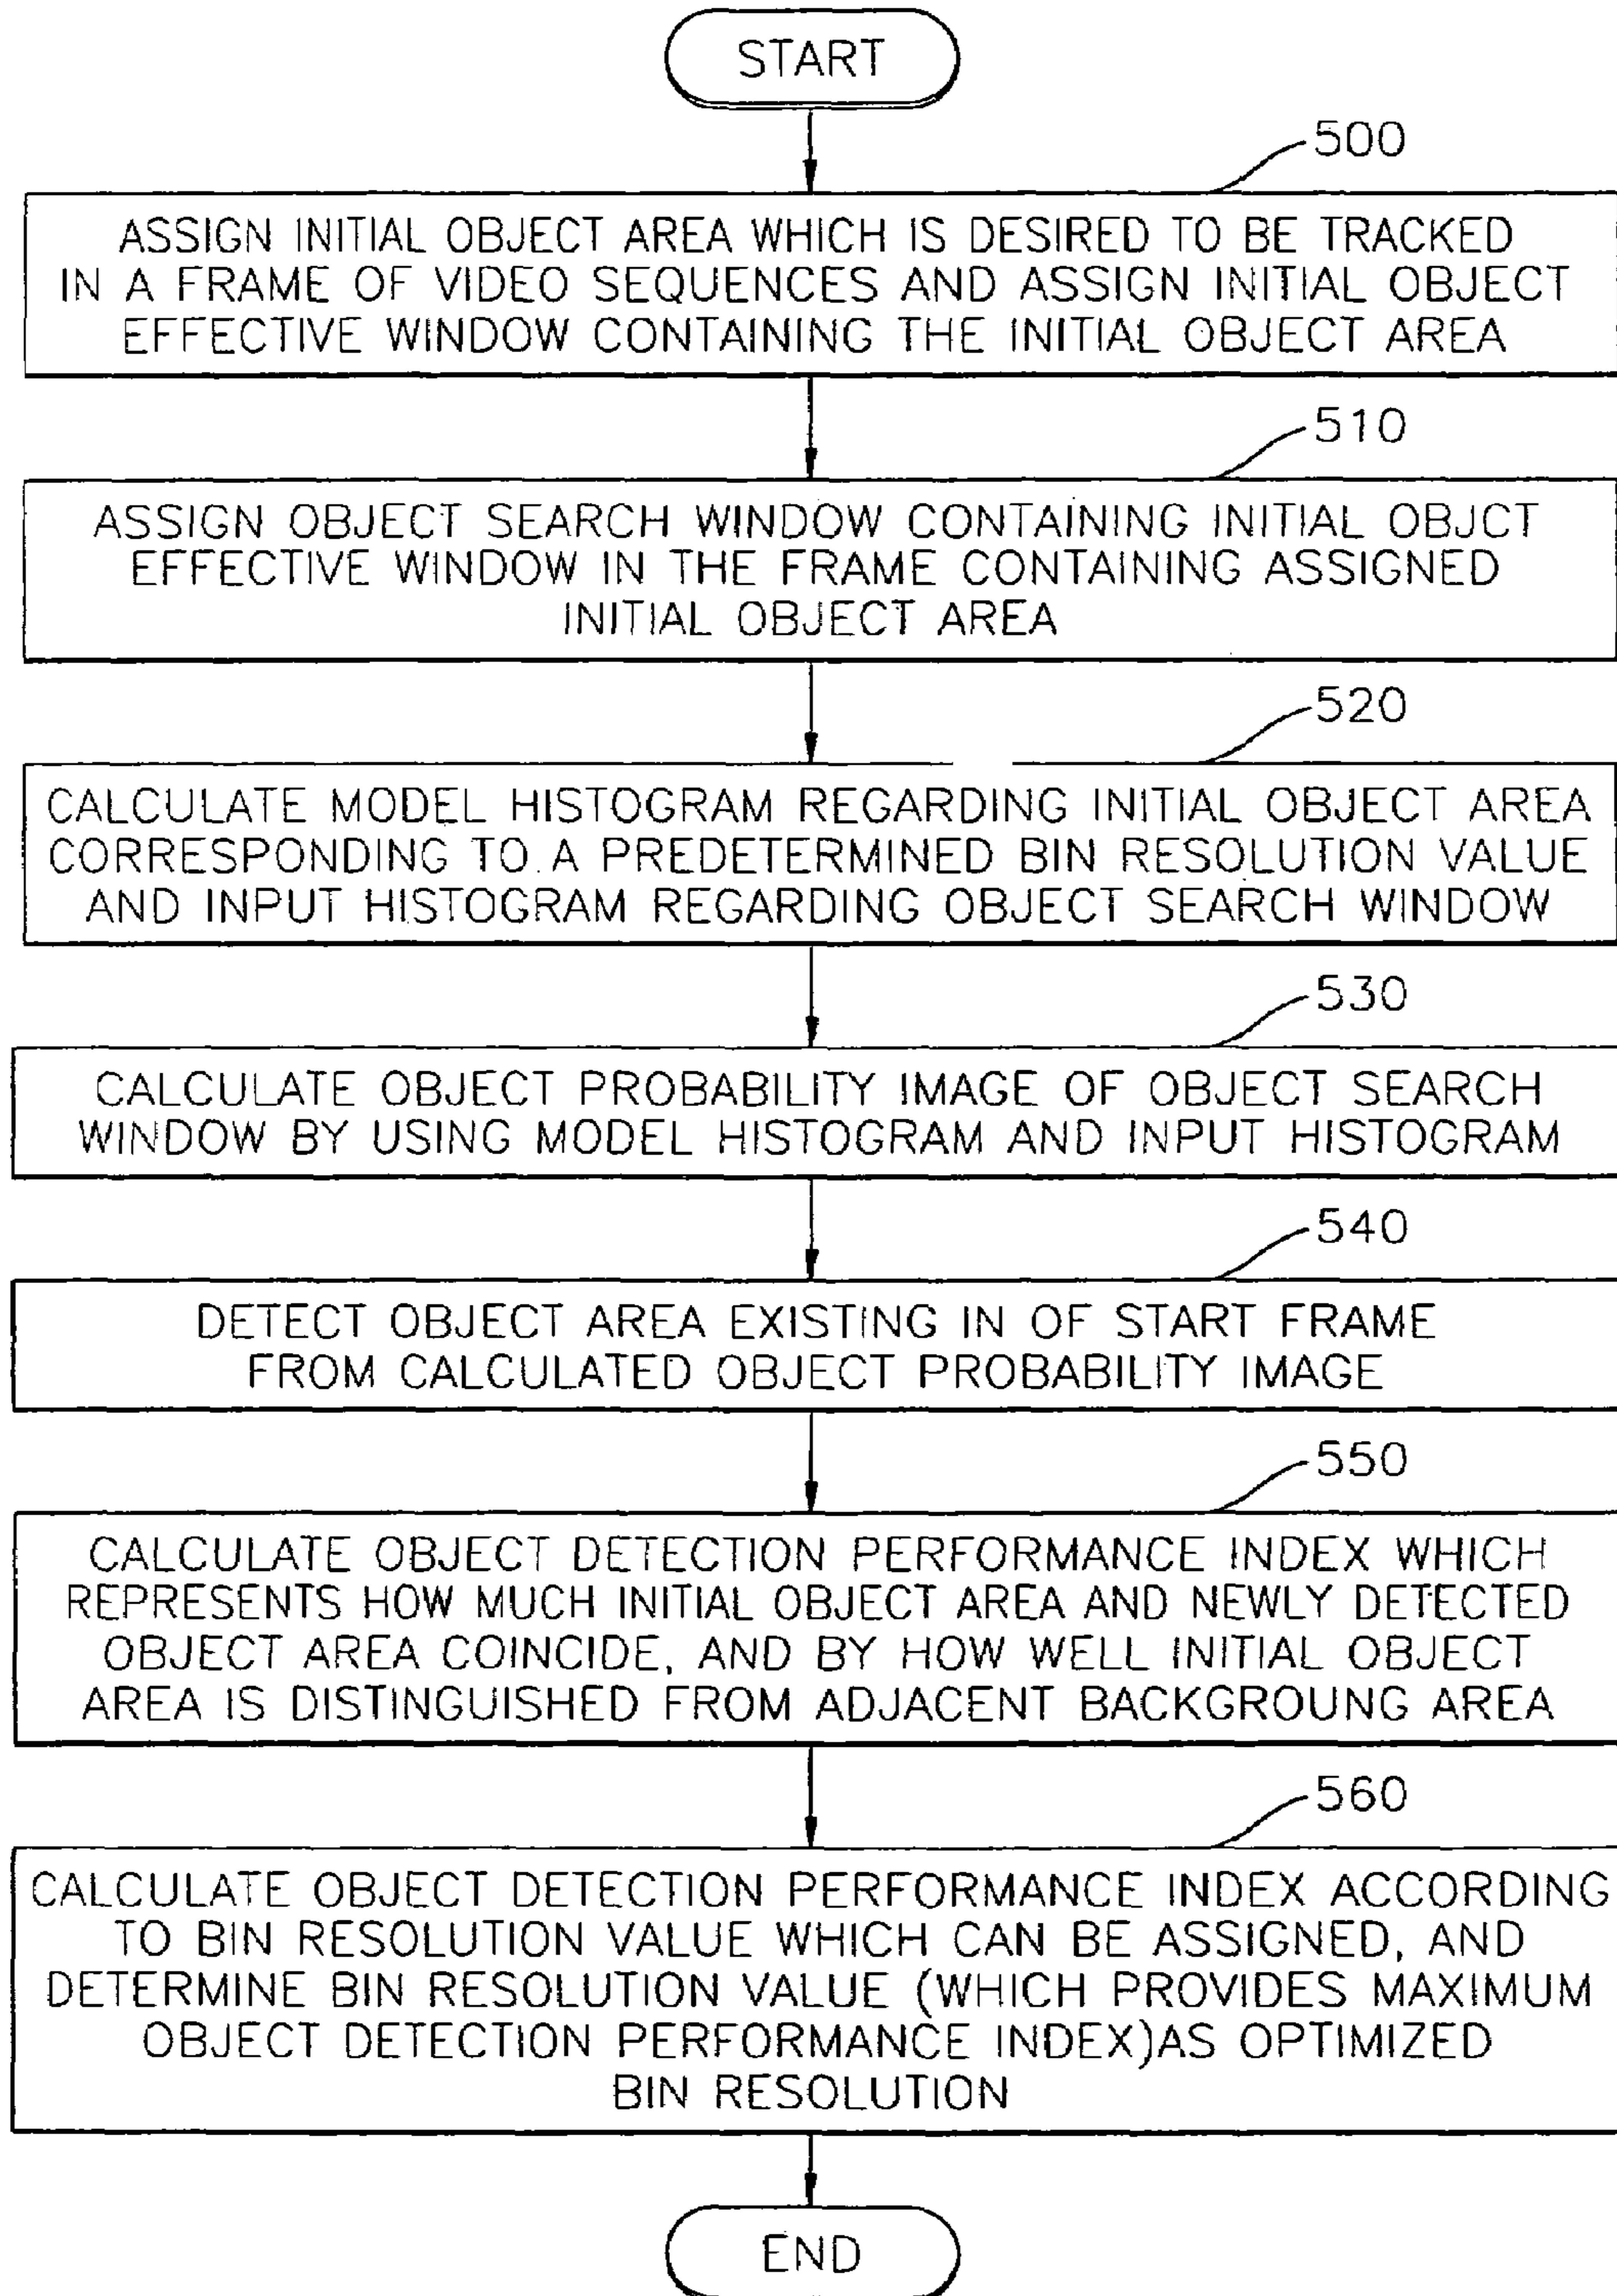 START
500
ASSIGN INITIAL OBJECT AREA WHICH IS DESIRED TO BE TRACKED
IN A FRAME OF VIDEO SEQUENCES AND ASSIGN INITIAL OBJECT
EFFECTIVE WINDOW CONTAINING THE INITIAL OBJECT AREA
510
ASSIGN OBJECT SEARCH WINDOW CONTAINING INITIAL OBJCT
EFFECTIVE WINDOW IN THE FRAME CONTAINING ASSIGNED
INITIAL OBJECT AREA
520
CALCULATE MODEL HISTOGRAM REGARDING INITIAL OBJECT AREA
CORRESPONDING TO A PREDETERMINED BIN RESOLUTION VALUE
AND INPUT HISTOGRAM REGARDING OBJECT SEARCH WINDOW
530
CALCULATE OBJECT PROBABILITY IMAGE OF OBJECT SEARCH
WINDOW BY USING MODEL HISTOGRAM AND INPUT HISTOGRAM
540
DETECT OBJECT AREA EXISTING IN OF START FRAME
FROM CALCULATED OBJECT PROBABILITY IMAGE
550
CALCULATE OBJECT DETECTION PERFORMANCE INDEX WHICH
REPRESENTS HOW MUCH INITIAL OBJECT AREA AND NEWLY DETECTED
OBJECT AREA COINCIDE, AND BY HOW WELL INITIAL OBJECT
AREA IS DISTINGUISHED FROM ADJACENT BACKGROUNG AREA
560
CALCULATE OBJECT DETECTION PERFORMANCE INDEX ACCORDING
TO BIN RESOLUTION VALUE WHICH CAN BE ASSIGNED, AND
DETERMINE BIN RESOLUTION VALUE (WHICH PROVIDES MAXIMUM
OBJECT DETECTION PERFORMANCE INDEX)AS OPTIMIZED
BIN RESOLUTION
END